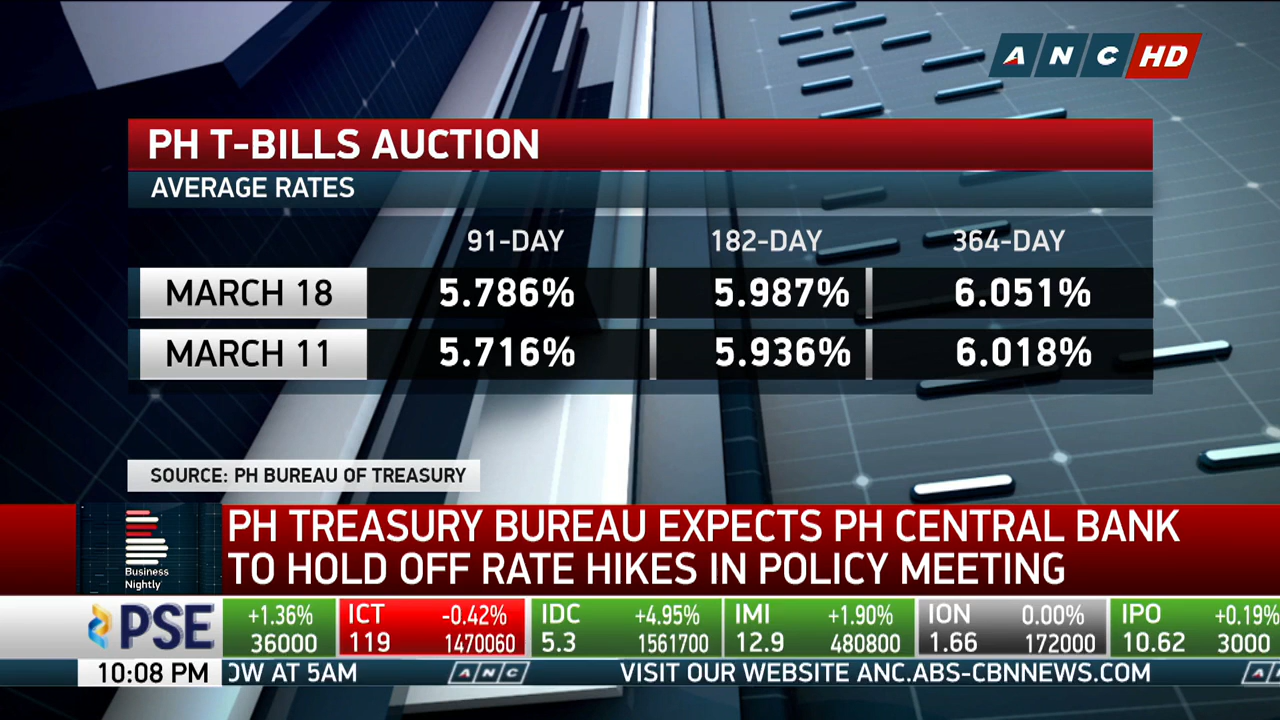 ANC HD
PH T-BILLS AUCTION
AVERAGE RATES
91-DAY 182-DAY 364-DAY
MARCH 18 5.786% 5.987% 6.051%
MARCH 11 5.716% 5.936% 6.018%
SOURCE: PH BUREAU OF TREASURY
Business
Nightly
PH TREASURY BUREAU EXPECTS PH CENTRAL BANK
TO HOLD OFF RATE HIKES IN POLICY MEETING
PSE
+1.36% ICT -0.42% IDC +4.95% IMI +1.90% ION 0.00% IPO +0.19%
36000 119 1470060 5.3 1561700 12.9 480800 1.66 172000 10.62 3000
10:08 PM OW AT 5AM ANC VISIT OUR WEBSITE ANC.ABS-CBNNEWS.COM